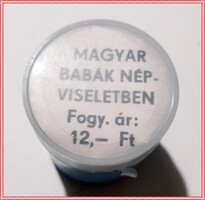 MAGYAR
BABÁK NÉP-
VISELETBEN
Fogy. ár:
12,— Ft